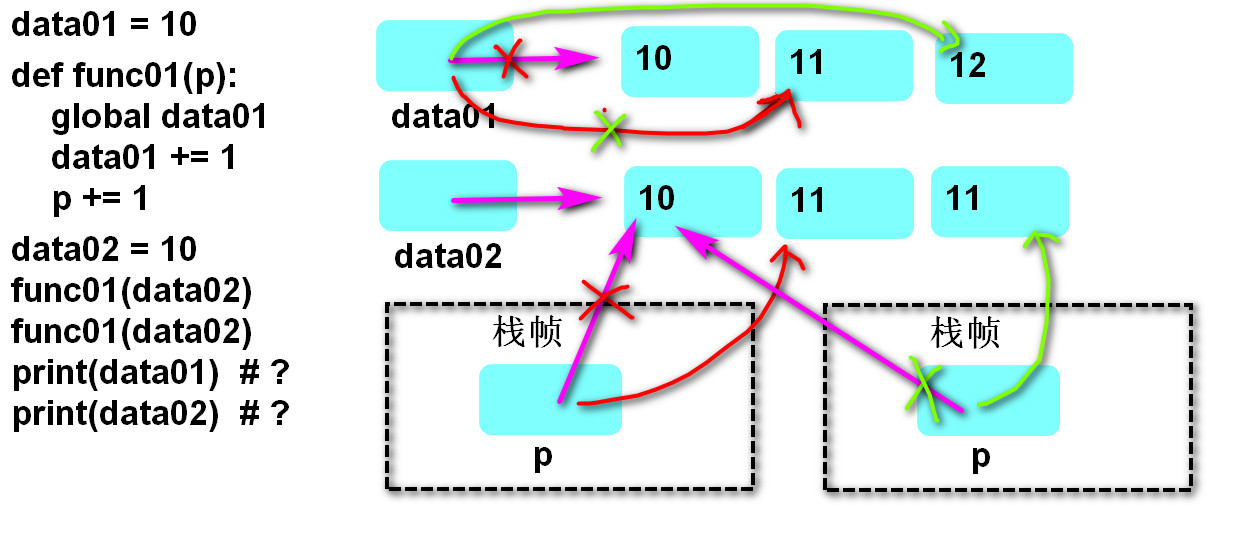 data01 = 10
def func01(p):
    global data01
    data01 += 1
    p += 1
data02 = 10
func01(data02)
func01(data02)
print(data01)  # ?
print(data02)  # ?
10
11
12
data01
10
11
11
data02
栈帧
栈帧
p
p